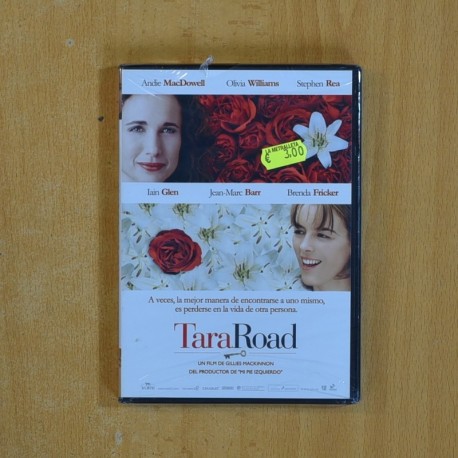 Andie MacDowell Olivia Williams Stephen Rea
LA METRALLETA
€ 3.00
Iain Glen Jean-Marc Barr Brenda Fricker
A veces, la mejor manera de encontrarse a uno mismo,
es perderse en la vida de otra persona.
TaraRoad
UN FILM DE GILLIES MACKINNON
DEL PRODUCTOR DE "MI PIE IZQUIERDO"